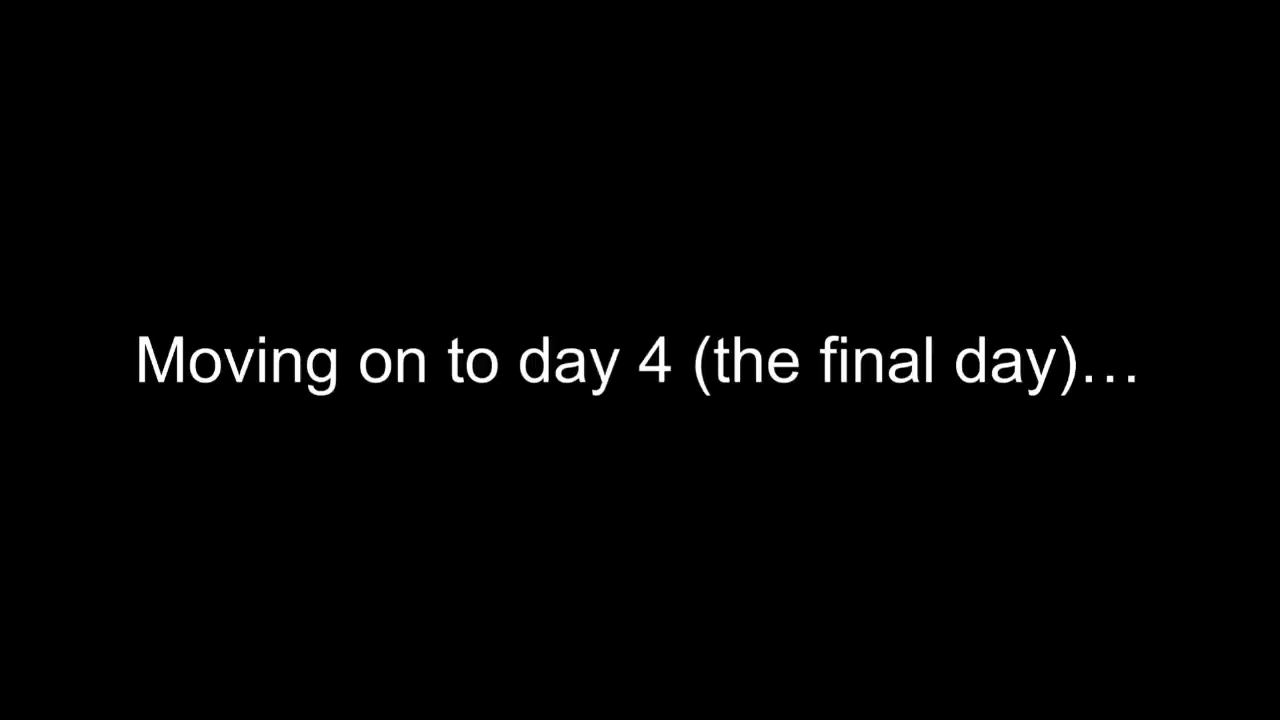 Moving on to day 4 (the final day)…